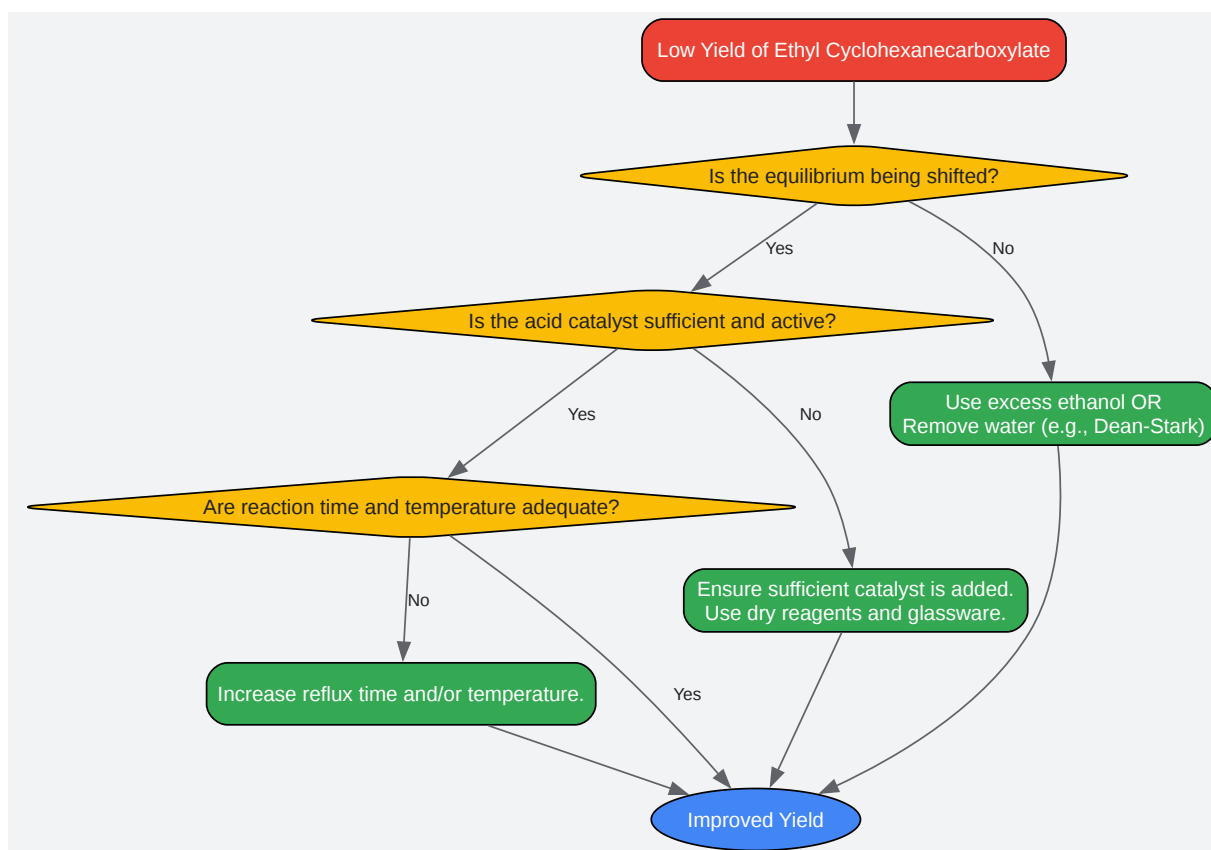 Low Yield of Ethyl Cyclohexanecarboxylate
Is the equilibrium being shifted?
Yes
No
Is the acid catalyst sufficient and active?
Use excess ethanol OR
Remove water (e.g., Dean-Stark)
Yes
No
Are reaction time and temperature adequate?
Ensure sufficient catalyst is added.
Use dry reagents and glassware.
No
Increase reflux time and/or temperature.
Yes
Improved Yield